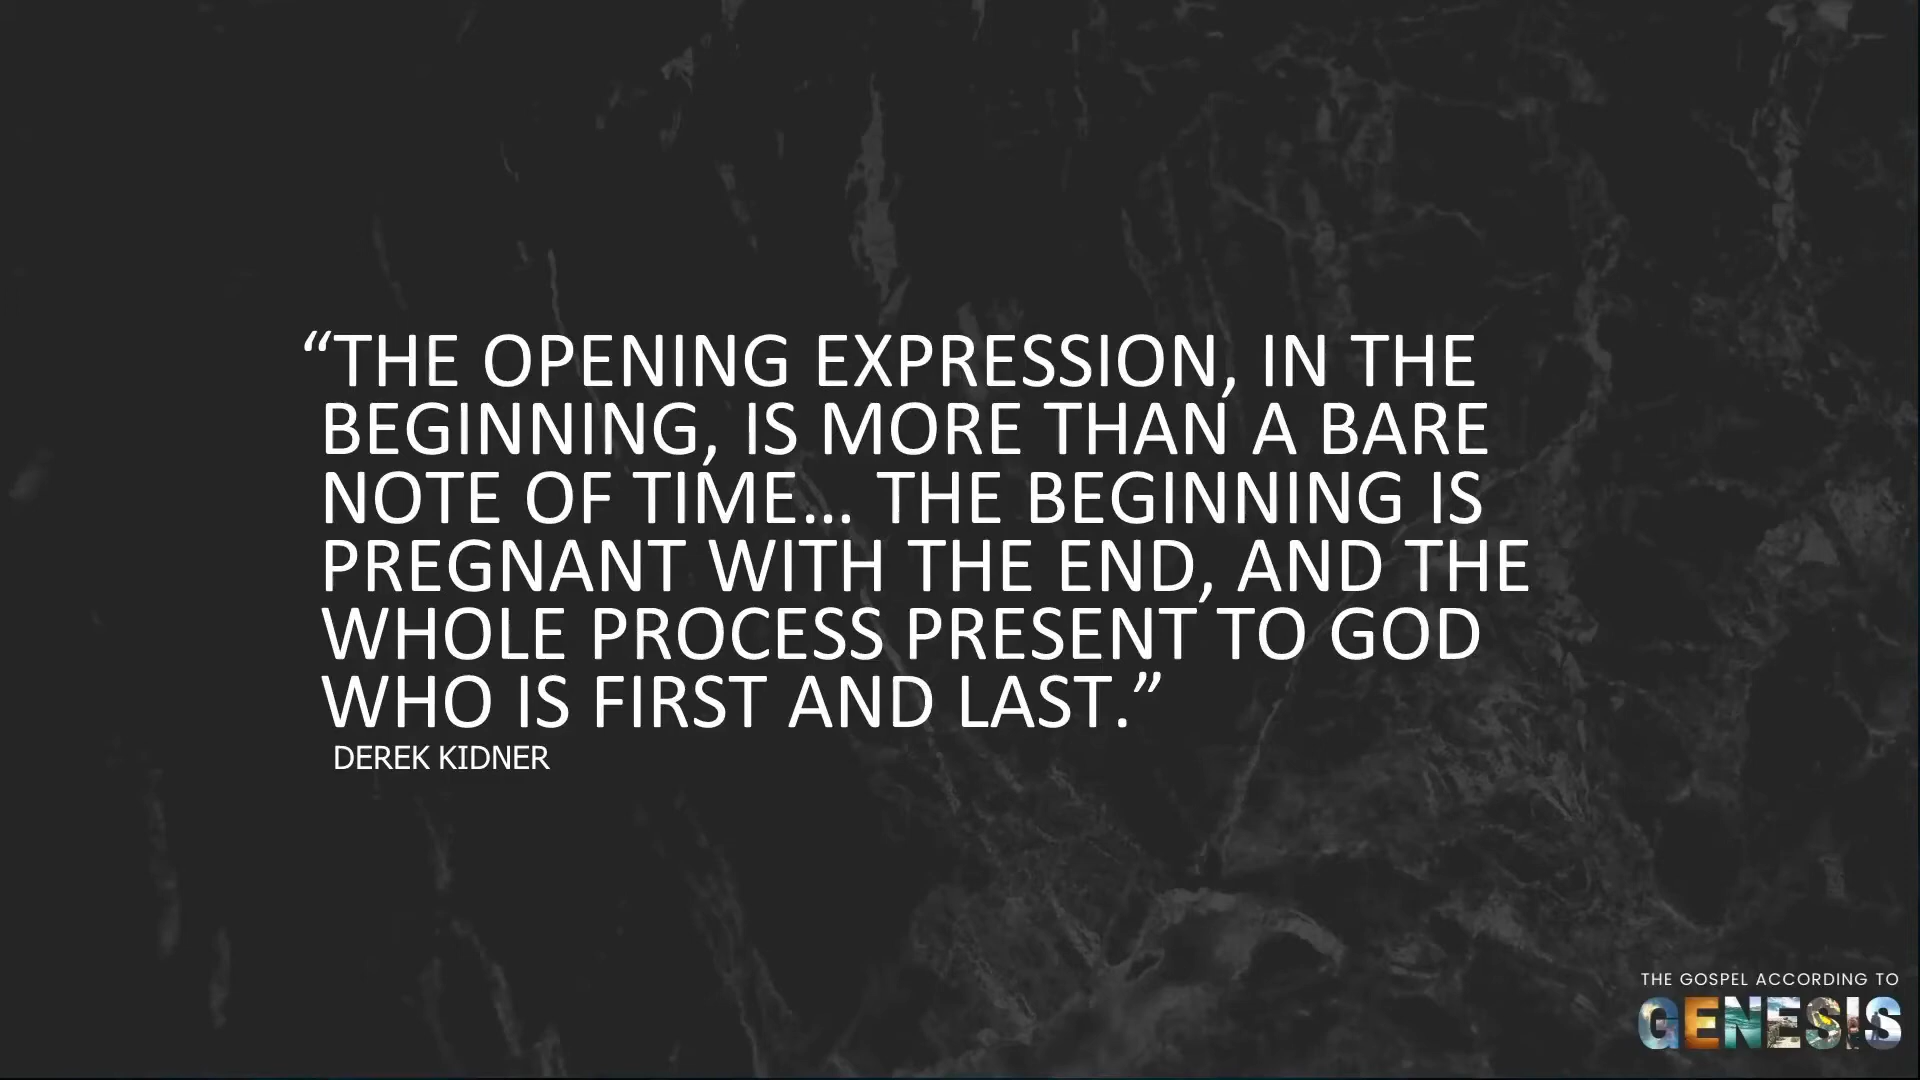 “THE OPENING EXPRESSION, IN THE
BEGINNING, IS MORE THAN A BARE
NOTE OF TIME... THE BEGINNING IS
PREGNANT WITH THE END, AND THE
WHOLE PROCESS PRESENT TO GOD
WHO IS FIRST AND LAST.”
DEREK KIDNER
THE GOSPEL ACCORDING TO
GENESIS